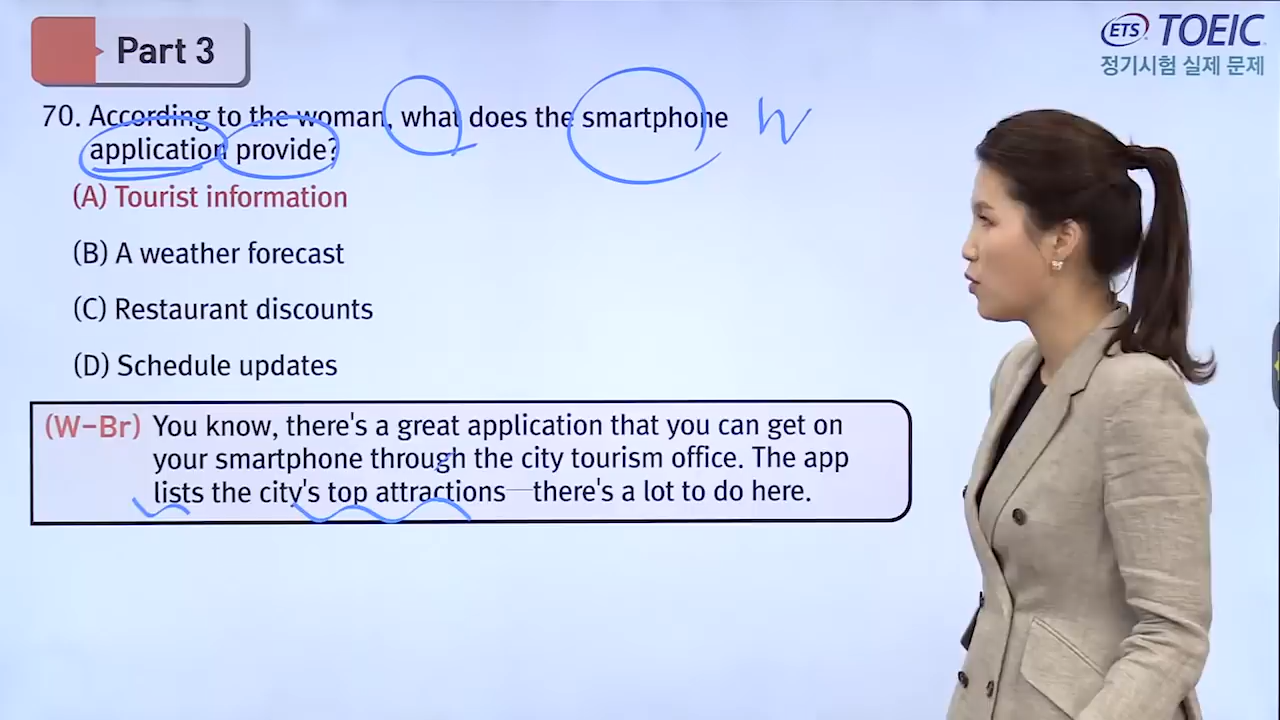 Part 3
ETS TOEIC
정기시험 실제 문제
70. According to the woman, what does the smartphone
application provide?
W
(A) Tourist information
(B) A weather forecast
(C) Restaurant discounts
(D) Schedule updates
(W-Br) You know, there's a great application that you can get on
your smartphone through the city tourism office. The app
lists the city's top attractions—there's a lot to do here.